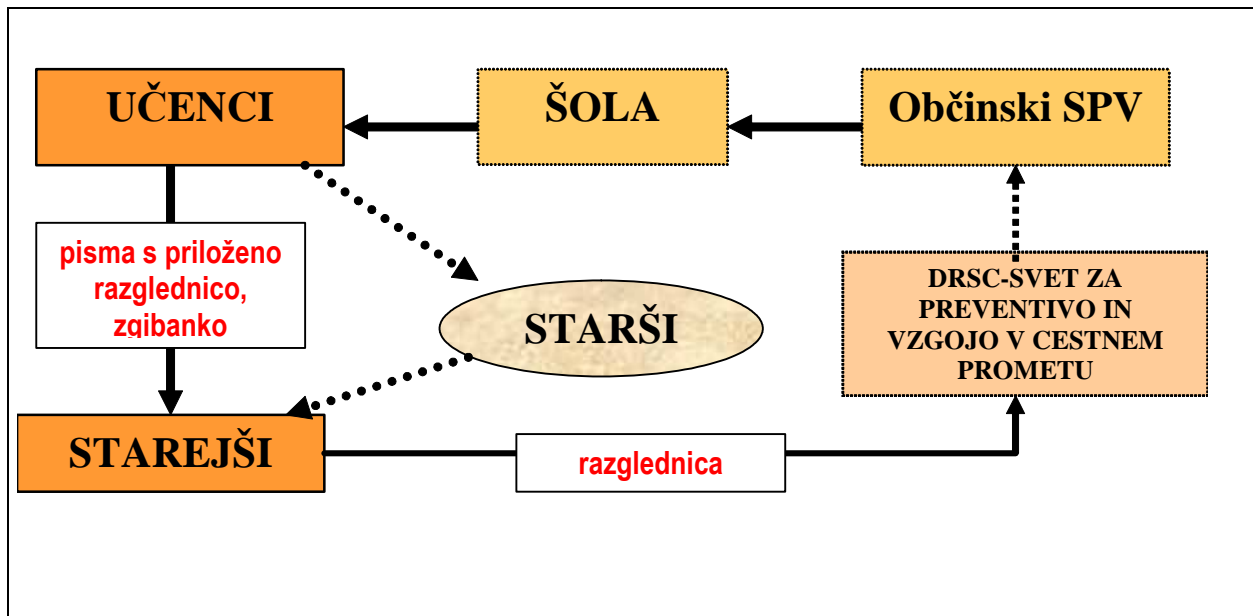 UČENCI
ŠOLA
Občinski SPV
pisma s priloženo
razglednico,
zgibanko
STARŠI
DRSC-SVET ZA
PREVENTIVO IN
VZGOJO V CESTNEM
PROMETU
STAREJŠI
razglednica